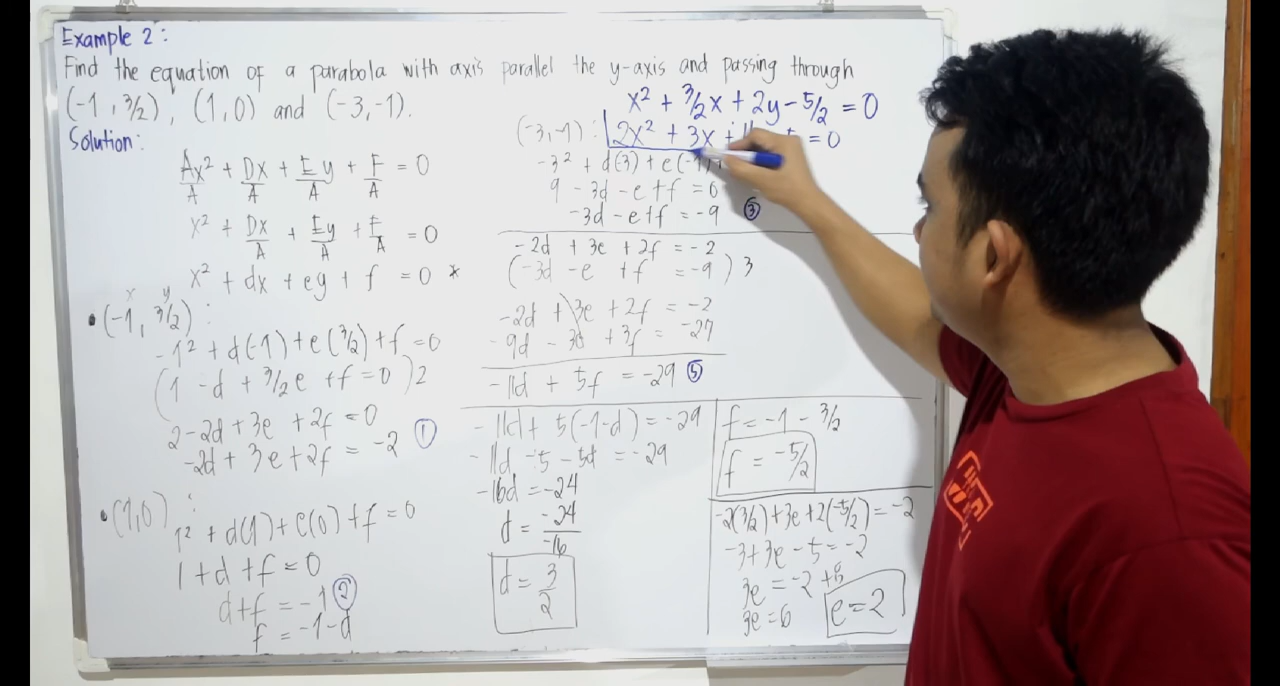 Example 2:
Find the equation of a parabola with axis parallel the y-axis and passing through
(-1, 3/2), (1,0) and (-3,-1).
Solution:
Ax²/A + Dx/A + Ey/A + F/A = 0
x² + Dx/A + Ey/A + F/A = 0
x² + dx + ey + f = 0 *
x y
• (-1, 3/2) :
-1² + d(-1) + e(3/2) + f = 0
(1 - d + 3/2e + f = 0) 2
2 - 2d + 3e + 2f = 0
-2d + 3e + 2f = -2 ①
• (1,0) :
1² + d(1) + e(0) + f = 0
1 + d + f = 0
d + f = -1 ②
f = -1 - d
x² + 3/2x + 2y - 5/2 = 0
(-3,-1) : 2x² + 3x + = 0
-3² + d(3) + e(-1)
9 - 3d - e + f = 0
-3d - e + f = -9 ③
-2d + 3e + 2f = -2
(-3d - e + f = -9) 3
-2d + 3e + 2f = -2
-9d - 3e + 3f = -27
-11d + 5f = -29 ⑤
-11d + 5(-1-d) = -29
-11d - 5 - 5d = -29
-16d = -24
d = -24/-16
d = 3/2
f = -1 - 3/2
f = -5/2
-2(3/2) + 3e + 2(-5/2) = -2
-3 + 3e - 5 = -2
3e = -2 + 8
3e = 6
e = 2